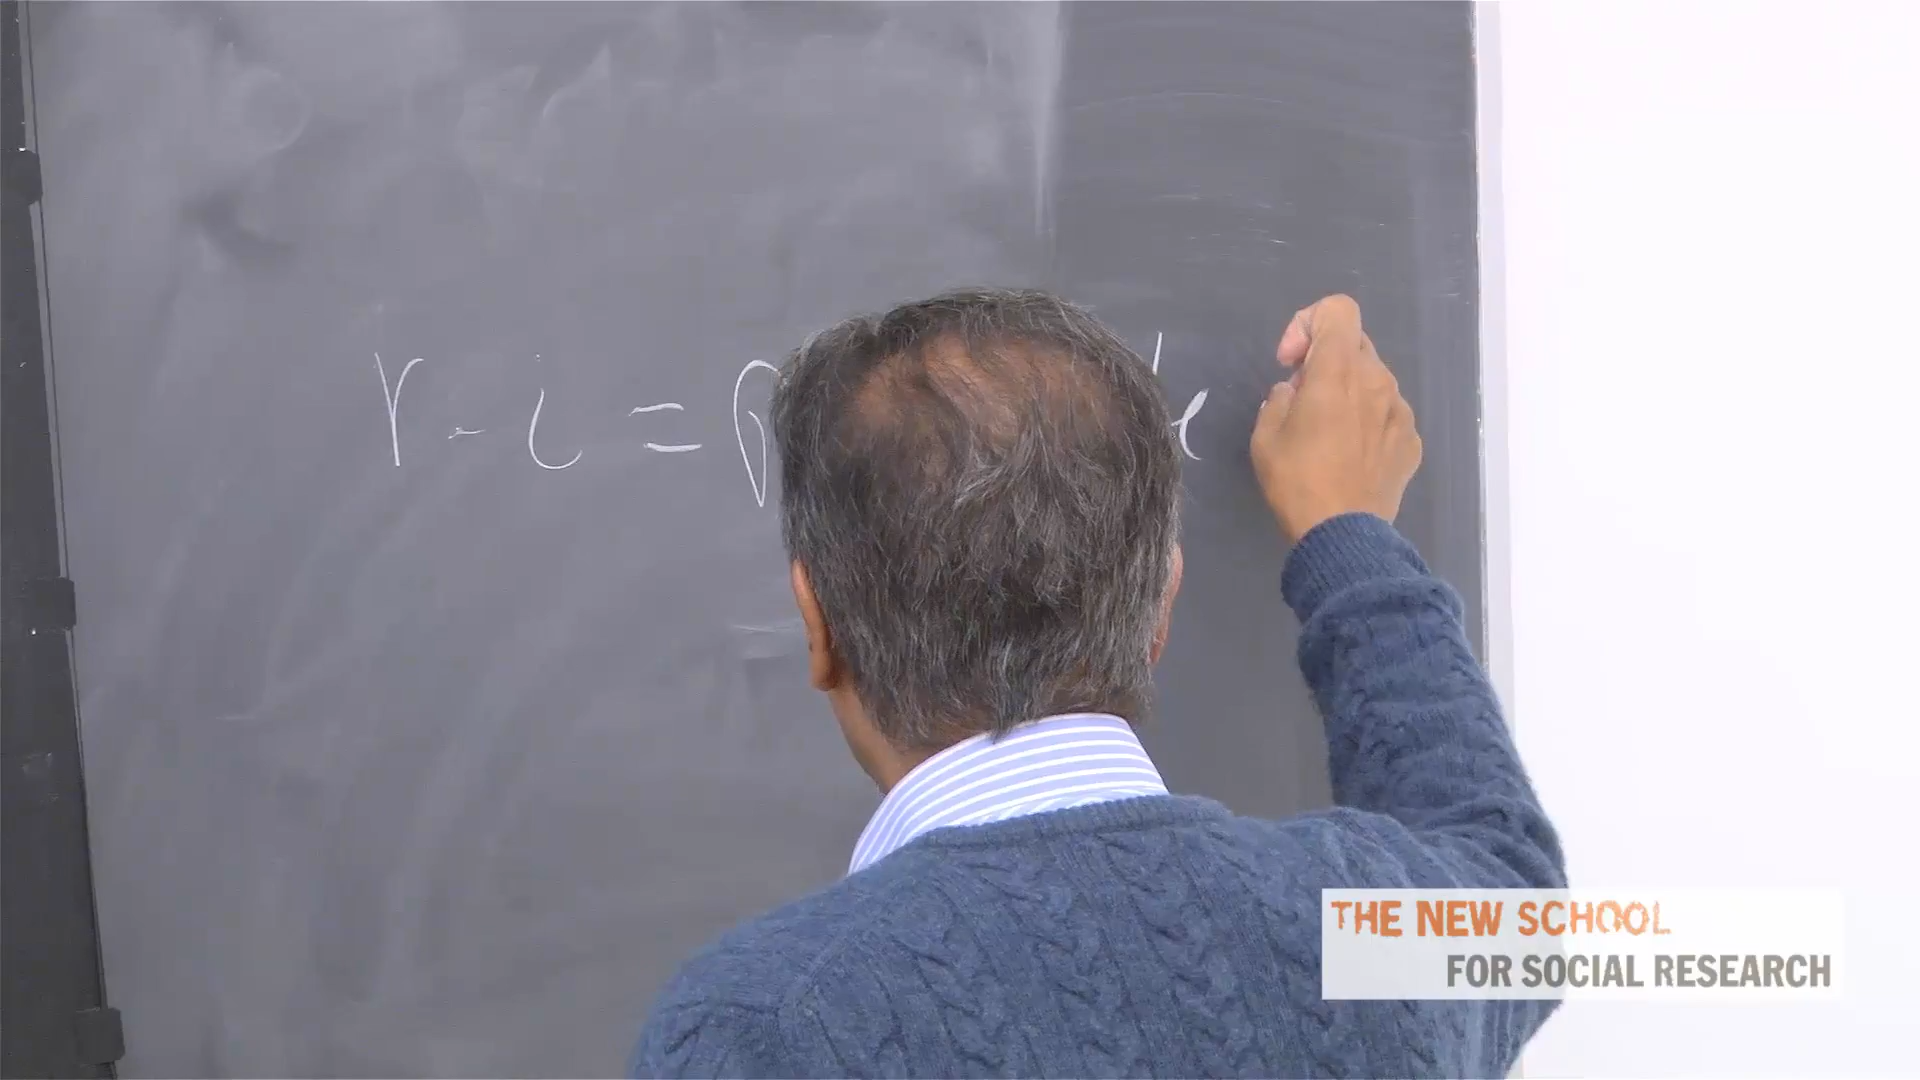 r - i = p
THE NEW SCHOOL
FOR SOCIAL RESEARCH